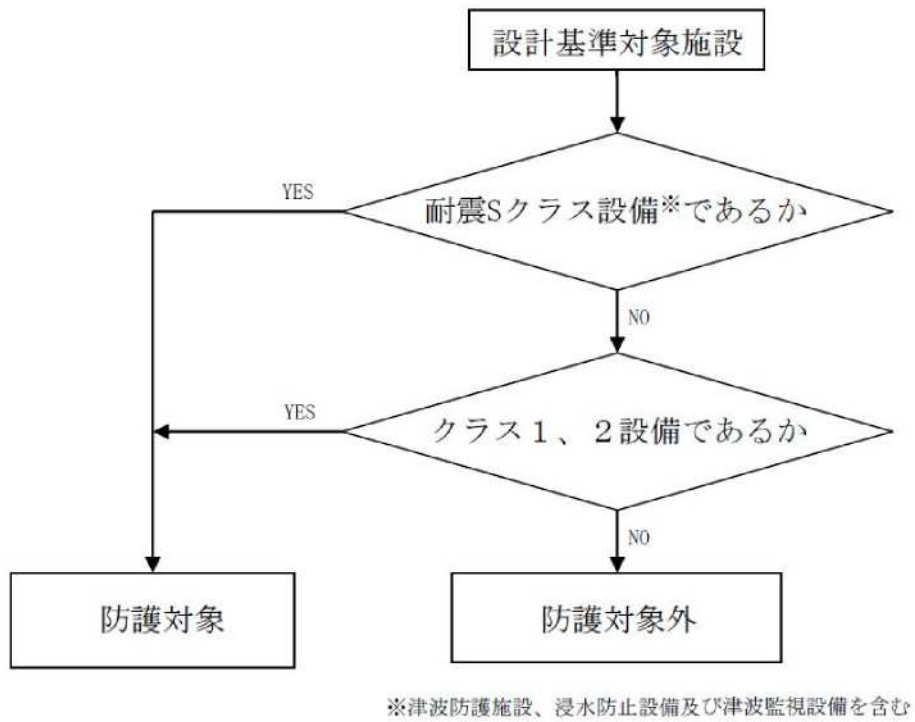 設計基準対象施設
YES
耐震Sクラス設備※であるか
NO
YES
クラス１、２設備であるか
NO
防護対象
防護対象外
※津波防護施設、浸水防止設備及び津波監視設備を含む